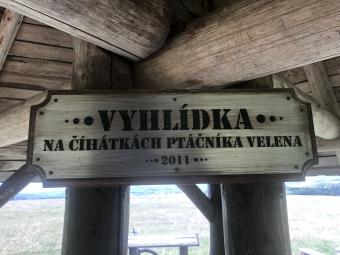 •••VYHLÍDKA•••
NA ČÍHÁTKÁCH PTÁČNÍKA VELENA
•••2011•••